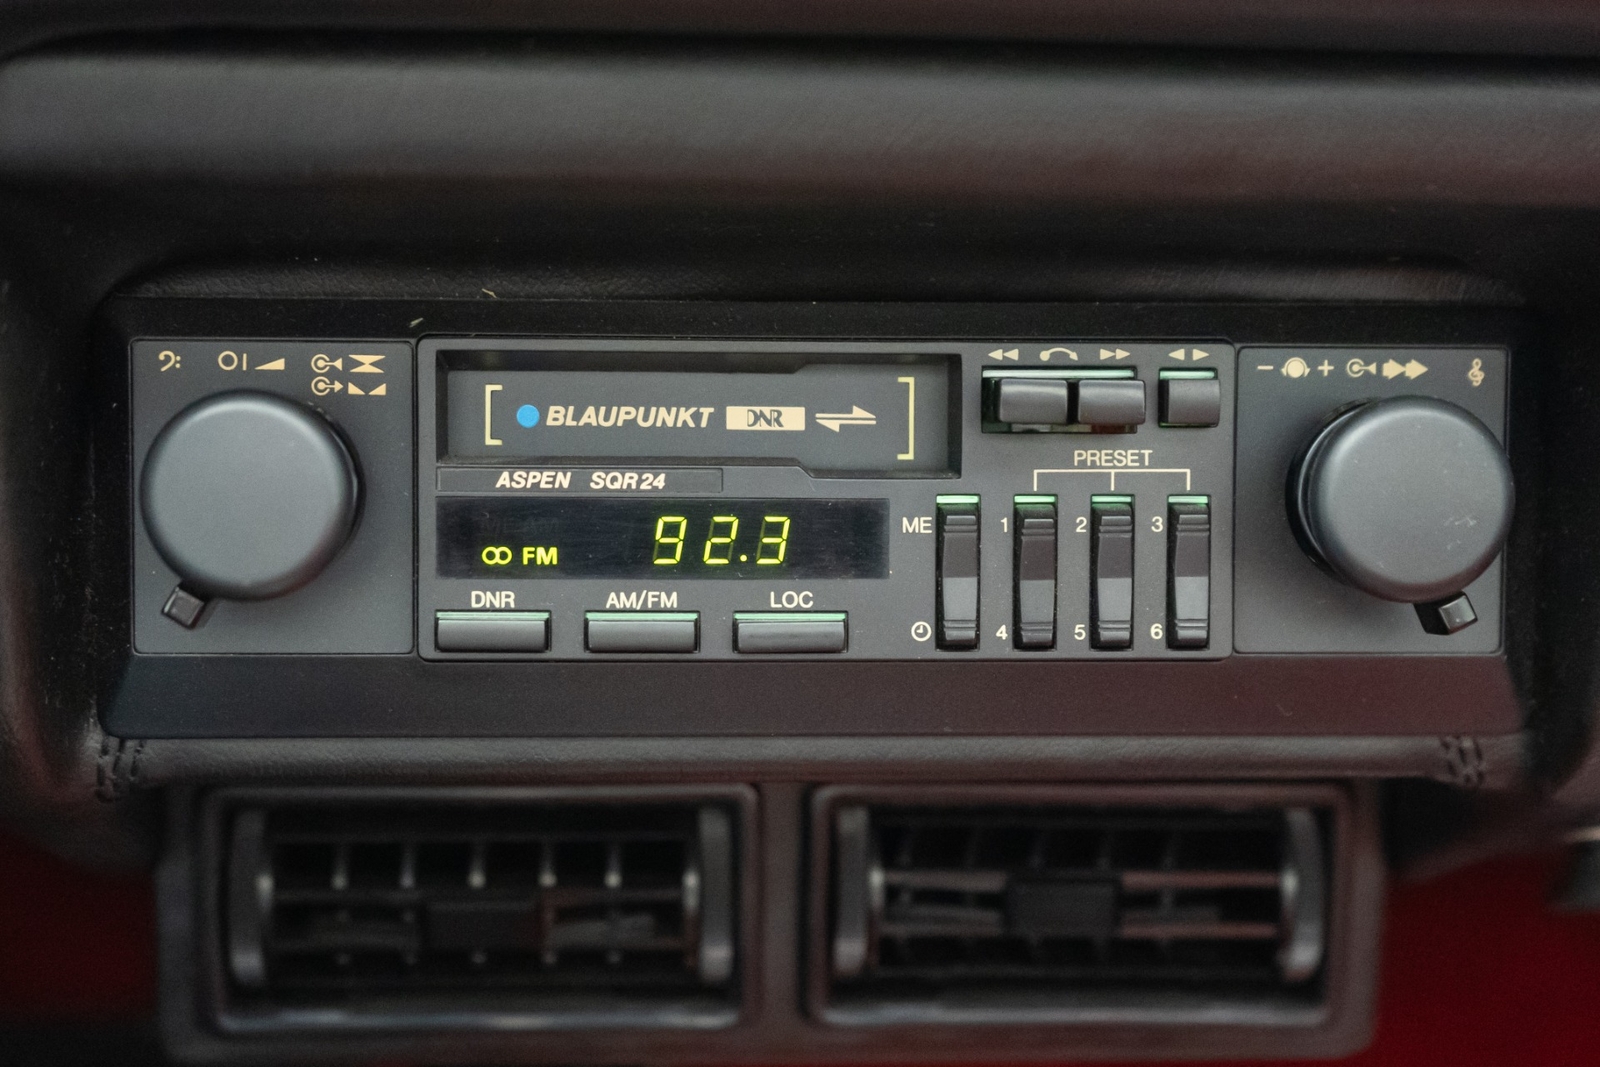 BLAUPUNKT DNR
ASPEN SQR24
PRESET
ME 1 2 3
FM 92.3
DNR AM/FM LOC
4 5 6